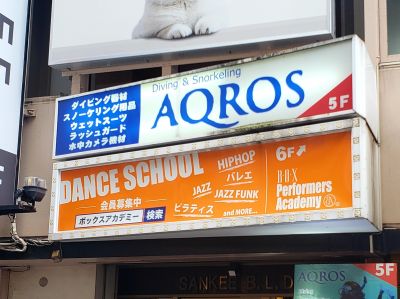 Diving & Snorkeling
AQROS
5F
ダイビング器材
スノーケリング用品
ウェットスーツ
ラッシュガード
水中カメラ機材
DANCE SCHOOL
会員募集中
ボックスアカデミー 検索
HIPHOP
バレエ
JAZZ
JAZZ FUNK
ピラティス
and MORE...
6F
BOX
Performers
Academy
SANKEE B.L.D
AQROS
5F